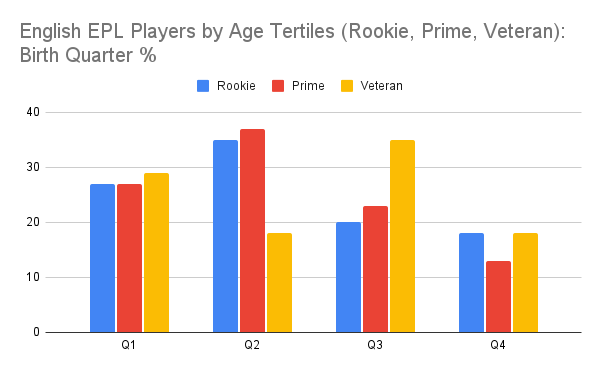 English EPL Players by Age Tertiles (Rookie, Prime, Veteran):
Birth Quarter %
Rookie Prime Veteran
40
30
20
10
0
Q1 Q2 Q3 Q4